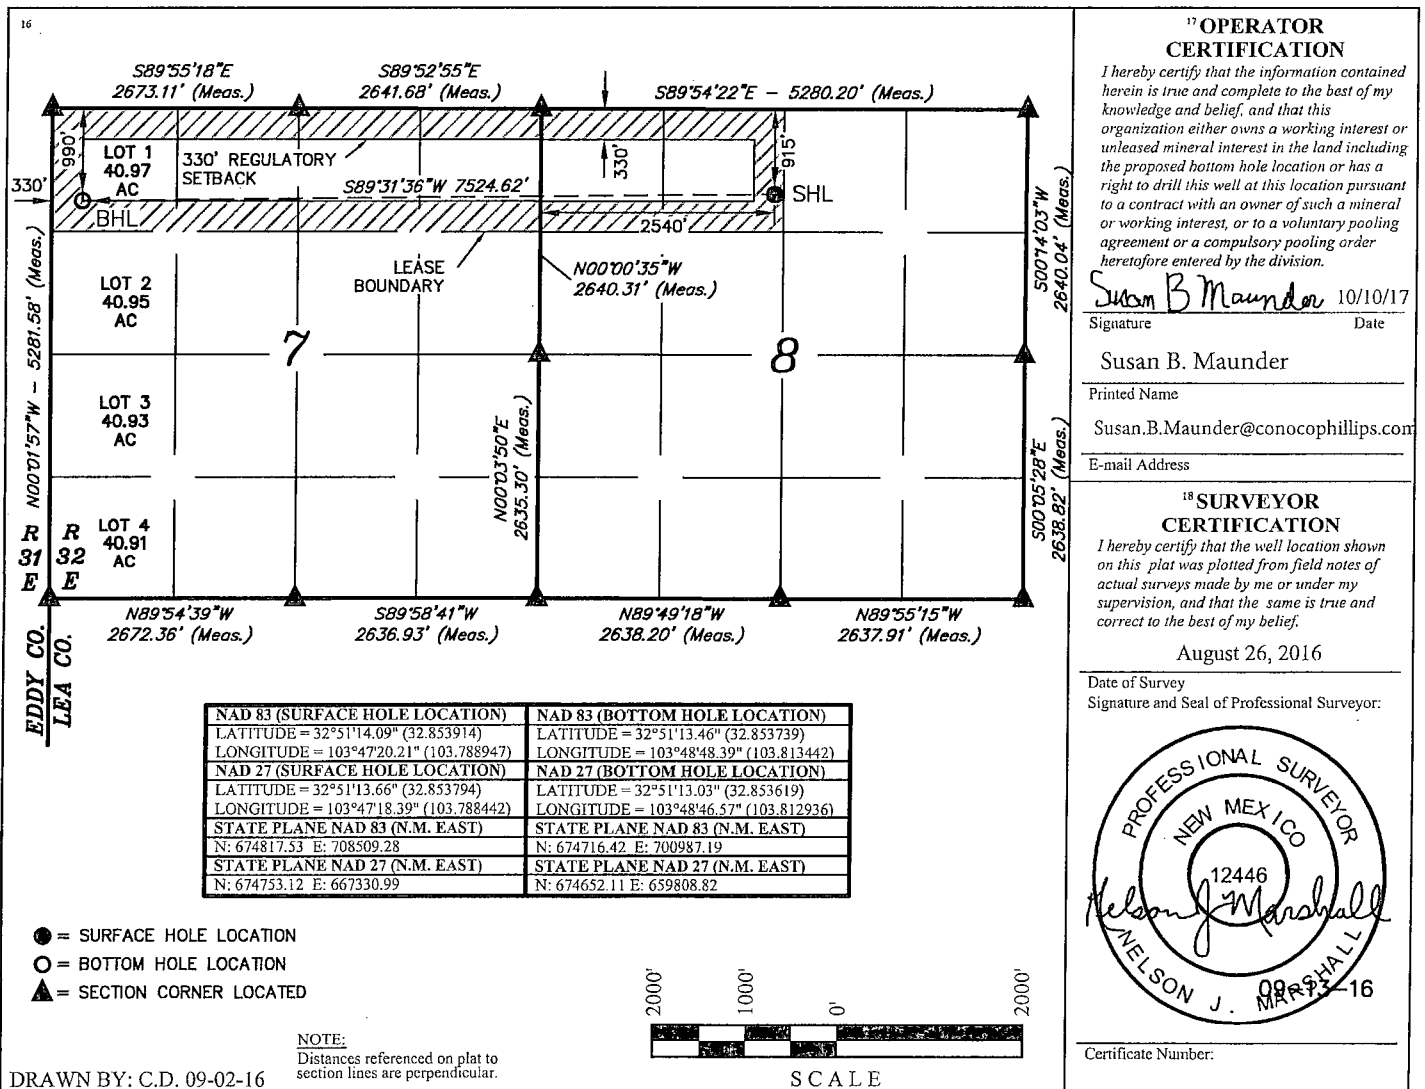 16
S89°55'18"E
2673.11' (Meas.)
S89°52'55"E
2641.68' (Meas.)
S89°54'22"E – 5280.20' (Meas.)
990'
LOT 1
40.97
AC
330' REGULATORY
SETBACK
330'
915'
330'
S89°31'36"W 7524.62'
SHL
BHL
2540'
LEASE
BOUNDARY
N00°00'35"W
2640.31' (Meas.)
S00°14'03"W
2640.04' (Meas.)
N00°01'57"W – 5281.58' (Meas.)
LOT 2
40.95
AC
7
8
LOT 3
40.93
AC
N00°03'50"E
2635.30' (Meas.)
S00°05'28"E
2638.82' (Meas.)
LOT 4
40.91
AC
R R
31 32
E E
N89°54'39"W
2672.36' (Meas.)
S89°58'41"W
2636.93' (Meas.)
N89°49'18"W
2638.20' (Meas.)
N89°55'15"W
2637.91' (Meas.)
EDDY CO.
LEA CO.
NAD 83 (SURFACE HOLE LOCATION)
LATITUDE = 32°51'14.09" (32.853914)
LONGITUDE = 103°47'20.21" (103.788947)
NAD 27 (SURFACE HOLE LOCATION)
LATITUDE = 32°51'13.66" (32.853794)
LONGITUDE = 103°47'18.39" (103.788442)
STATE PLANE NAD 83 (N.M. EAST)
N: 674817.53 E: 708509.28
STATE PLANE NAD 27 (N.M. EAST)
N: 674753.12 E: 667330.99
NAD 83 (BOTTOM HOLE LOCATION)
LATITUDE = 32°51'13.46" (32.853739)
LONGITUDE = 103°48'48.39" (103.813442)
NAD 27 (BOTTOM HOLE LOCATION)
LATITUDE = 32°51'13.03" (32.853619)
LONGITUDE = 103°48'46.57" (103.812936)
STATE PLANE NAD 83 (N.M. EAST)
N: 674716.42 E: 700987.19
STATE PLANE NAD 27 (N.M. EAST)
N: 674652.11 E: 659808.82
= SURFACE HOLE LOCATION
= BOTTOM HOLE LOCATION
= SECTION CORNER LOCATED
NOTE:
Distances referenced on plat to
section lines are perpendicular.
DRAWN BY: C.D. 09-02-16
2000' 1000' 0' 2000'
SCALE
17 OPERATOR
CERTIFICATION
I hereby certify that the information contained
herein is true and complete to the best of my
knowledge and belief, and that this
organization either owns a working interest or
unleased mineral interest in the land including
the proposed bottom hole location or has a
right to drill this well at this location pursuant
to a contract with an owner of such a mineral
or working interest, or to a voluntary pooling
agreement or a compulsory pooling order
heretofore entered by the division.
Susan B Maunder 10/10/17
Signature Date
Susan B. Maunder
Printed Name
Susan.B.Maunder@conocophillips.com
E-mail Address
18 SURVEYOR
CERTIFICATION
I hereby certify that the well location shown
on this plat was plotted from field notes of
actual surveys made by me or under my
supervision, and that the same is true and
correct to the best of my belief.
August 26, 2016
Date of Survey
Signature and Seal of Professional Surveyor:
PROFESSIONAL SURVEYOR
NEW MEXICO
12446
Nelson J Marshall
NELSON J. MARSHALL
09-13-16
Certificate Number: